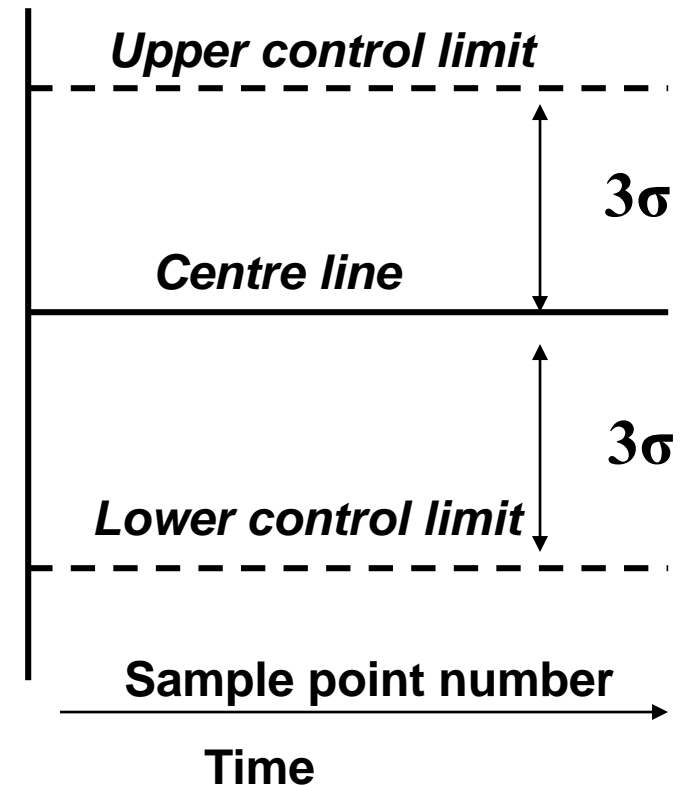 Upper control limit
3σ
Centre line
3σ
Lower control limit
Sample point number
Time